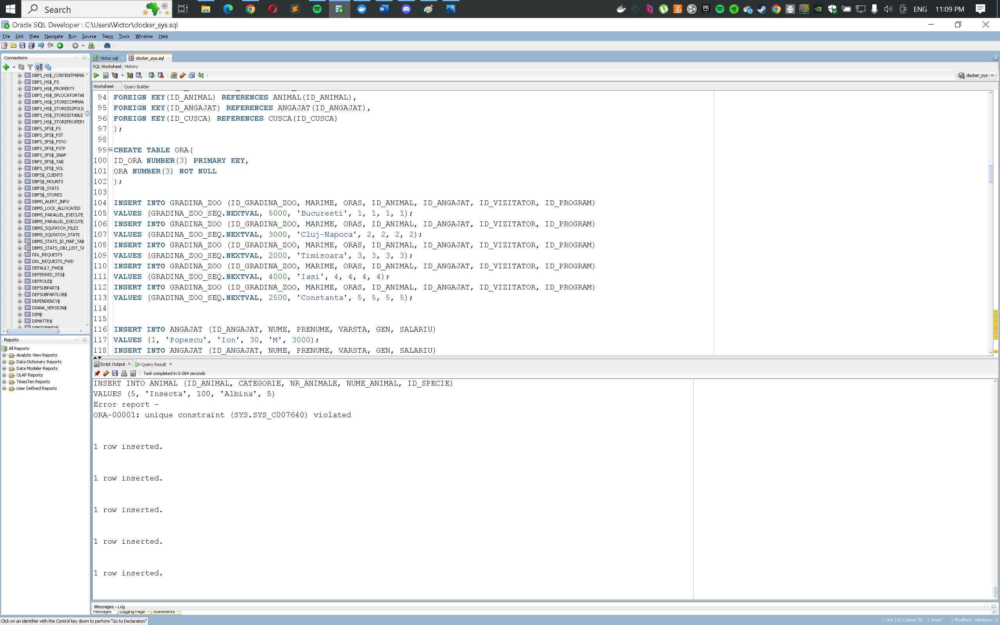 Search
ENG
11:09 PM
Oracle SQL Developer : C:\Users\Victor\docker_sys.sql
File Edit View Navigate Run Source Team Tools Window Help
Connections
Victor.sql
docker_sys.sql
SQL Worksheet History
docker_sys
Worksheet Query Builder
DBFS_HS$_CONTENTFNMAI
DBFS_HS$_FS
DBFS_HS$_PROPERTY
DBFS_HS$_SFLOCATORTAE
DBFS_HS$_STORECOMMAN
DBFS_HS$_STOREID2POLIC
DBFS_HS$_STOREIDTABLE
DBFS_HS$_STOREPROPERT
DBFS_SFS$_FS
DBFS_SFS$_FST
DBFS_SFS$_FSTO
DBFS_SFS$_FSTP
DBFS_SFS$_SNAP
DBFS_SFS$_TAB
DBFS_SFS$_VOL
DBFS$_CLIENTS
DBFS$_MOUNTS
DBFS$_STATS
DBFS$_STORES
DBMS_ALERT_INFO
DBMS_LOCK_ALLOCATED
DBMS_PARALLEL_EXECUTE_
DBMS_PARALLEL_EXECUTE_
DBMS_SQLPATCH_FILES
DBMS_SQLPATCH_STATE
DBMS_STATS_ID_MAP_TAB
DBMS_STATS_OBJ_LIST_TA
DDL_REQUESTS
DDL_REQUESTS_PWD
DEFAULT_PWD$
DEFERRED_STG$
DEFROLE$
DEFSUBPART$
DEFSUBPARTLOB$
DEPENDENCY$
DIANA_VERSION$
DIM$
DIMATTR$
DIMJOINKEY$
94 FOREIGN KEY(ID_ANIMAL) REFERENCES ANIMAL(ID_ANIMAL),
95 FOREIGN KEY(ID_ANGAJAT) REFERENCES ANGAJAT(ID_ANGAJAT),
96 FOREIGN KEY(ID_CUSCA) REFERENCES CUSCA(ID_CUSCA)
97 );
98
99 CREATE TABLE ORA(
100 ID_ORA NUMBER(3) PRIMARY KEY,
101 ORA NUMBER(3) NOT NULL
102 );
103
104 INSERT INTO GRADINA_ZOO (ID_GRADINA_ZOO, MARIME, ORAS, ID_ANIMAL, ID_ANGAJAT, ID_VIZITATOR, ID_PROGRAM)
105 VALUES (GRADINA_ZOO_SEQ.NEXTVAL, 5000, 'Bucuresti', 1, 1, 1, 1);
106 INSERT INTO GRADINA_ZOO (ID_GRADINA_ZOO, MARIME, ORAS, ID_ANIMAL, ID_ANGAJAT, ID_VIZITATOR, ID_PROGRAM)
107 VALUES (GRADINA_ZOO_SEQ.NEXTVAL, 3000, 'Cluj-Napoca', 2, 2, 2, 2);
108 INSERT INTO GRADINA_ZOO (ID_GRADINA_ZOO, MARIME, ORAS, ID_ANIMAL, ID_ANGAJAT, ID_VIZITATOR, ID_PROGRAM)
109 VALUES (GRADINA_ZOO_SEQ.NEXTVAL, 2000, 'Timisoara', 3, 3, 3, 3);
110 INSERT INTO GRADINA_ZOO (ID_GRADINA_ZOO, MARIME, ORAS, ID_ANIMAL, ID_ANGAJAT, ID_VIZITATOR, ID_PROGRAM)
111 VALUES (GRADINA_ZOO_SEQ.NEXTVAL, 4000, 'Iasi', 4, 4, 4, 4);
112 INSERT INTO GRADINA_ZOO (ID_GRADINA_ZOO, MARIME, ORAS, ID_ANIMAL, ID_ANGAJAT, ID_VIZITATOR, ID_PROGRAM)
113 VALUES (GRADINA_ZOO_SEQ.NEXTVAL, 2500, 'Constanta', 5, 5, 5, 5);
114
115
116 INSERT INTO ANGAJAT (ID_ANGAJAT, NUME, PRENUME, VARSTA, GEN, SALARIU)
117 VALUES (1, 'Popescu', 'Ion', 30, 'M', 3000);
118 INSERT INTO ANGAJAT (ID_ANGAJAT, NUME, PRENUME, VARSTA, GEN, SALARIU)
Reports
All Reports
Analytic View Reports
Data Dictionary Reports
Data Modeler Reports
OLAP Reports
TimesTen Reports
User Defined Reports
Script Output Query Result
Task completed in 0.084 seconds
INSERT INTO ANIMAL (ID_ANIMAL, CATEGORIE, NR_ANIMALE, NUME_ANIMAL, ID_SPECIE)
VALUES (5, 'Insecta', 100, 'Albina', 5)
Error report -
ORA-00001: unique constraint (SYS.SYS_C007640) violated
1 row inserted.
1 row inserted.
1 row inserted.
1 row inserted.
1 row inserted.
Messages - Log
Messages Logging Page Statements
Click on an identifier with the Control key down to perform "Go to Declaration"
Line 122 Column 70 Insert Modified Windows: CF